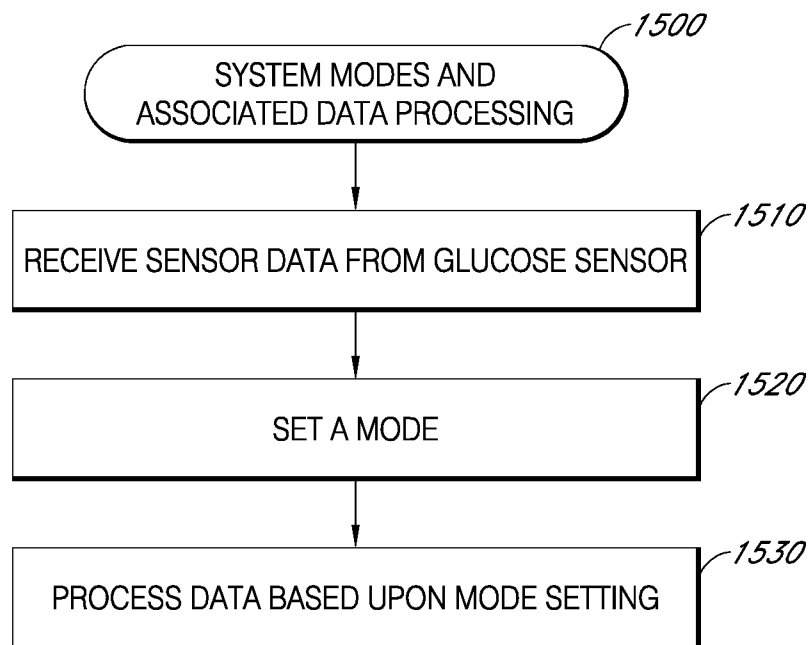 1500
SYSTEM MODES AND
ASSOCIATED DATA PROCESSING
1510
RECEIVE SENSOR DATA FROM GLUCOSE SENSOR
1520
SET A MODE
1530
PROCESS DATA BASED UPON MODE SETTING